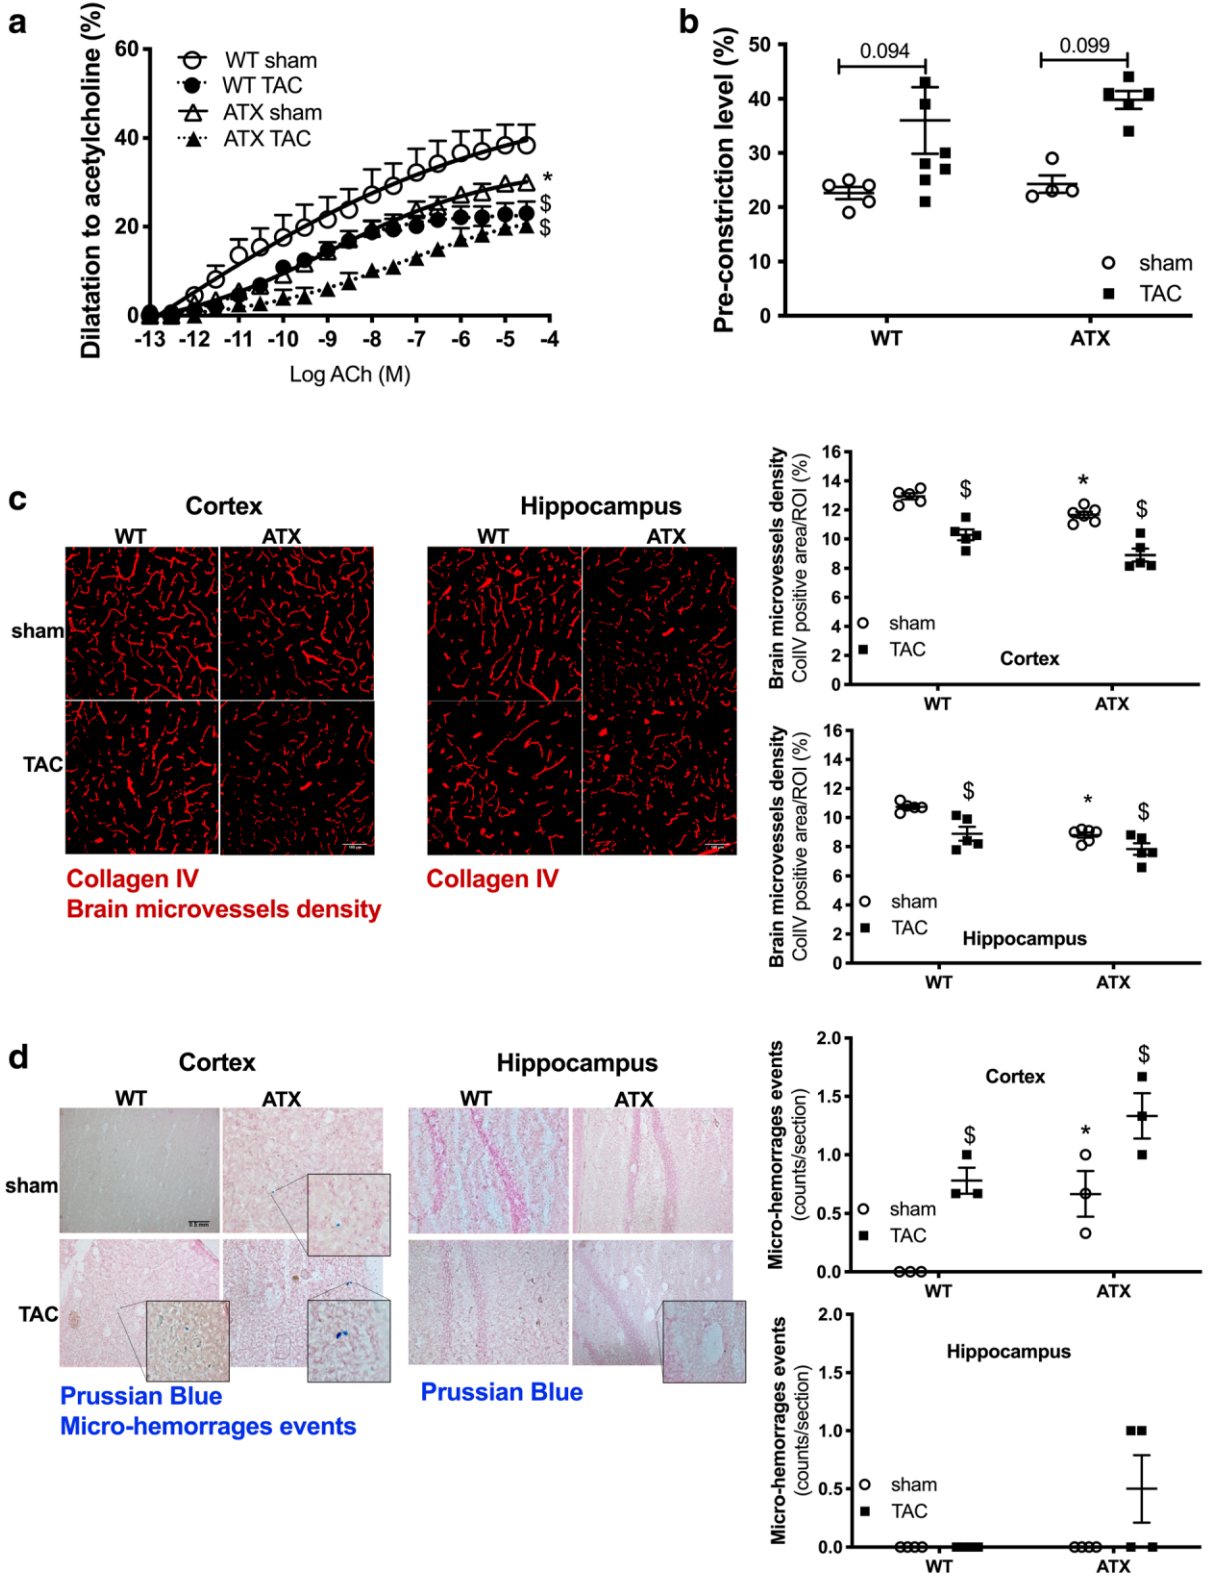 a
Dilatation to acetylcholine (%)
60
40
20
0
WT sham
WT TAC
ATX sham
ATX TAC
*
$
$
-13 -12 -11 -10 -9 -8 -7 -6 -5 -4
Log ACh (M)
b
Pre-constriction level (%)
50
40
30
20
10
0
0.094
0.099
sham
TAC
WT ATX
c
Cortex
WT ATX
Hippocampus
WT ATX
sham
TAC
100 µm
100 µm
Collagen IV
Brain microvessels density
Collagen IV
Brain microvessels density
ColIV positive area/ROI (%)
16
14
12
10
8
6
4
2
0
$
*
$
sham
TAC
Cortex
WT ATX
Brain microvessels density
ColIV positive area/ROI (%)
16
14
12
10
8
6
4
2
0
$
*
$
sham
TAC
Hippocampus
WT ATX
d
Cortex
WT ATX
Hippocampus
WT ATX
sham
TAC
0.5 mm
Prussian Blue
Micro-hemorrages events
Prussian Blue
Micro-hemorrages events
(counts/section)
2.0
1.5
1.0
0.5
0.0
Cortex
$
*
$
sham
TAC
WT ATX
Micro-hemorrages events
(counts/section)
2.0
1.5
1.0
0.5
0.0
Hippocampus
sham
TAC
WT ATX